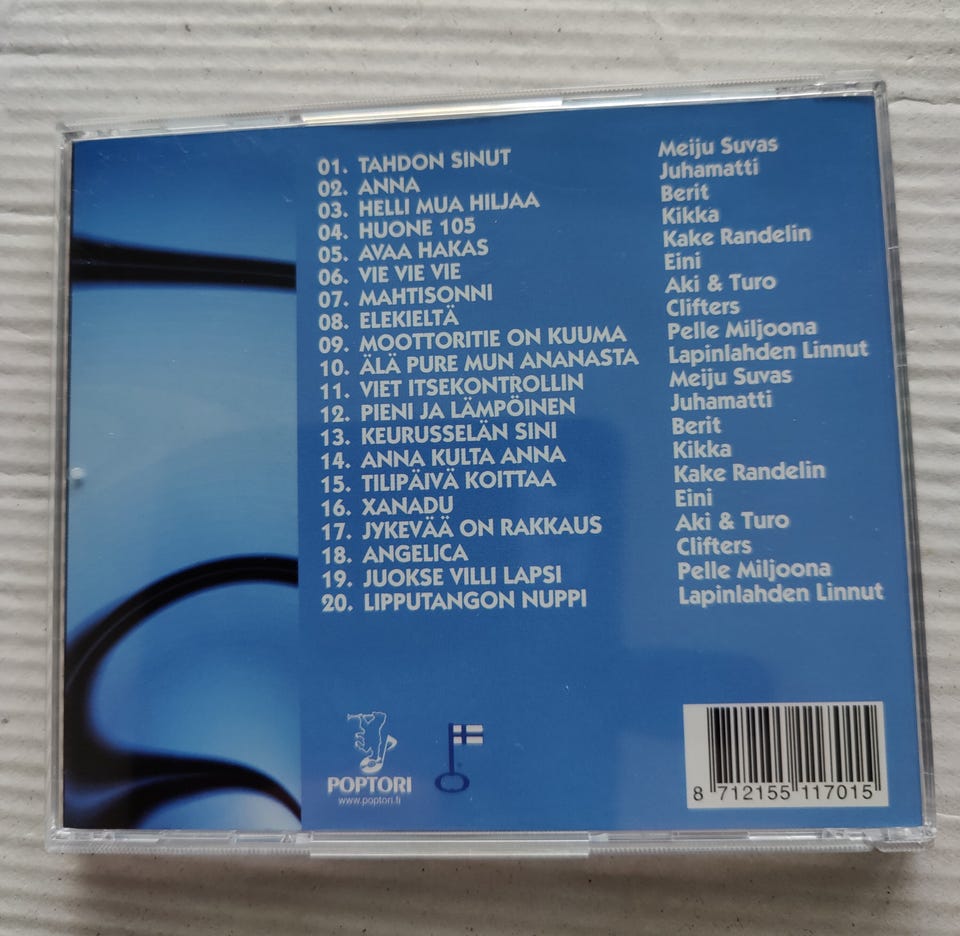 01. TAHDON SINUT Meiju Suvas
02. ANNA Juhamatti
03. HELLI MUA HILJAA Berit
04. HUONE 105 Kikka
05. AVAA HAKAS Kake Randelin
06. VIE VIE VIE Eini
07. MAHTISONNI Aki & Turo
08. ELEKIELTÄ Clifters
09. MOOTTORITIE ON KUUMA Pelle Miljoona
10. ÄLÄ PURE MUN ANANASTA Lapinlahden Linnut
11. VIET ITSEKONTROLLIN Meiju Suvas
12. PIENI JA LÄMPÖINEN Juhamatti
13. KEURUSSELÄN SINI Berit
14. ANNA KULTA ANNA Kikka
15. TILIPÄIVÄ KOITTAA Kake Randelin
16. XANADU Eini
17. JYKEVÄÄ ON RAKKAUS Aki & Turo
18. ANGELICA Clifters
19. JUOKSE VILLI LAPSI Pelle Miljoona
20. LIPPUTANGON NUPPI Lapinlahden Linnut
POPTORI
www.poptori.fi
8 712155 117015